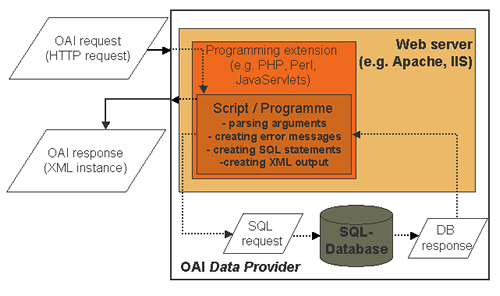 OAI request
(HTTP request)
Programming extension
(e.g. PHP, Perl,
JavaServlets)
Web server
(e.g. Apache, IIS)
Script / Programme
- parsing arguments
- creating error messages
- creating SQL statements
-creating XML output
OAI response
(XML instance)
SQL
request
SQL-
Database
DB
response
OAI Data Provider